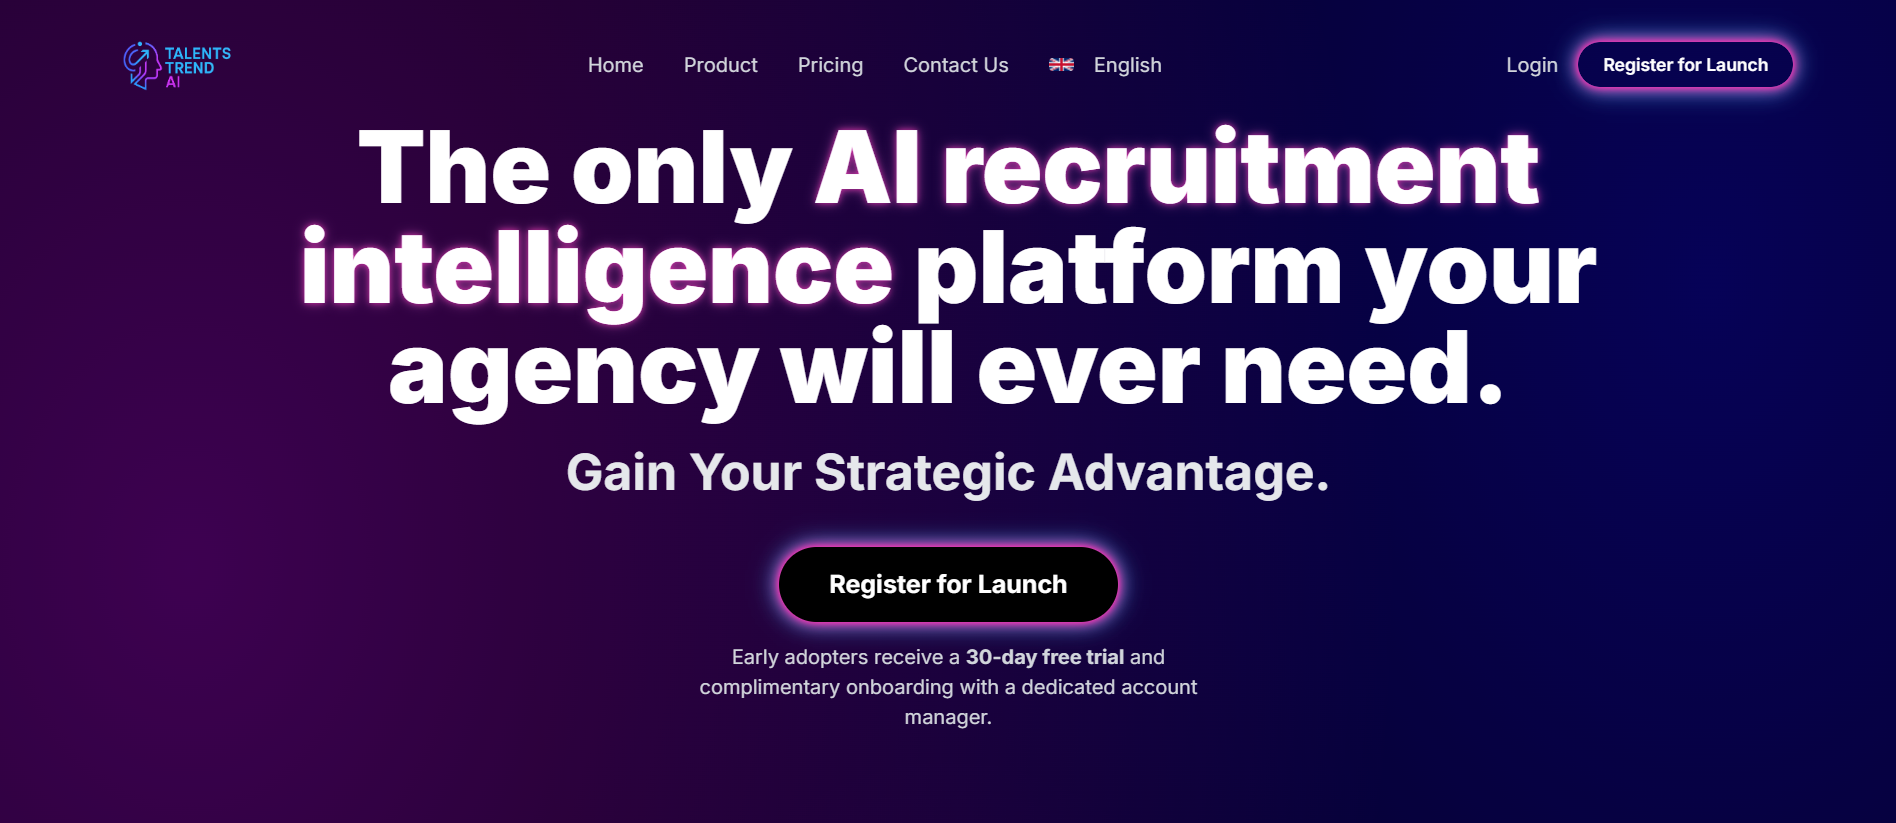 TALENTS
TREND
AI
Home Product Pricing Contact Us English
Login Register for Launch
The only AI recruitment
intelligence platform your
agency will ever need.
Gain Your Strategic Advantage.
Register for Launch
Early adopters receive a 30-day free trial and
complimentary onboarding with a dedicated account
manager.